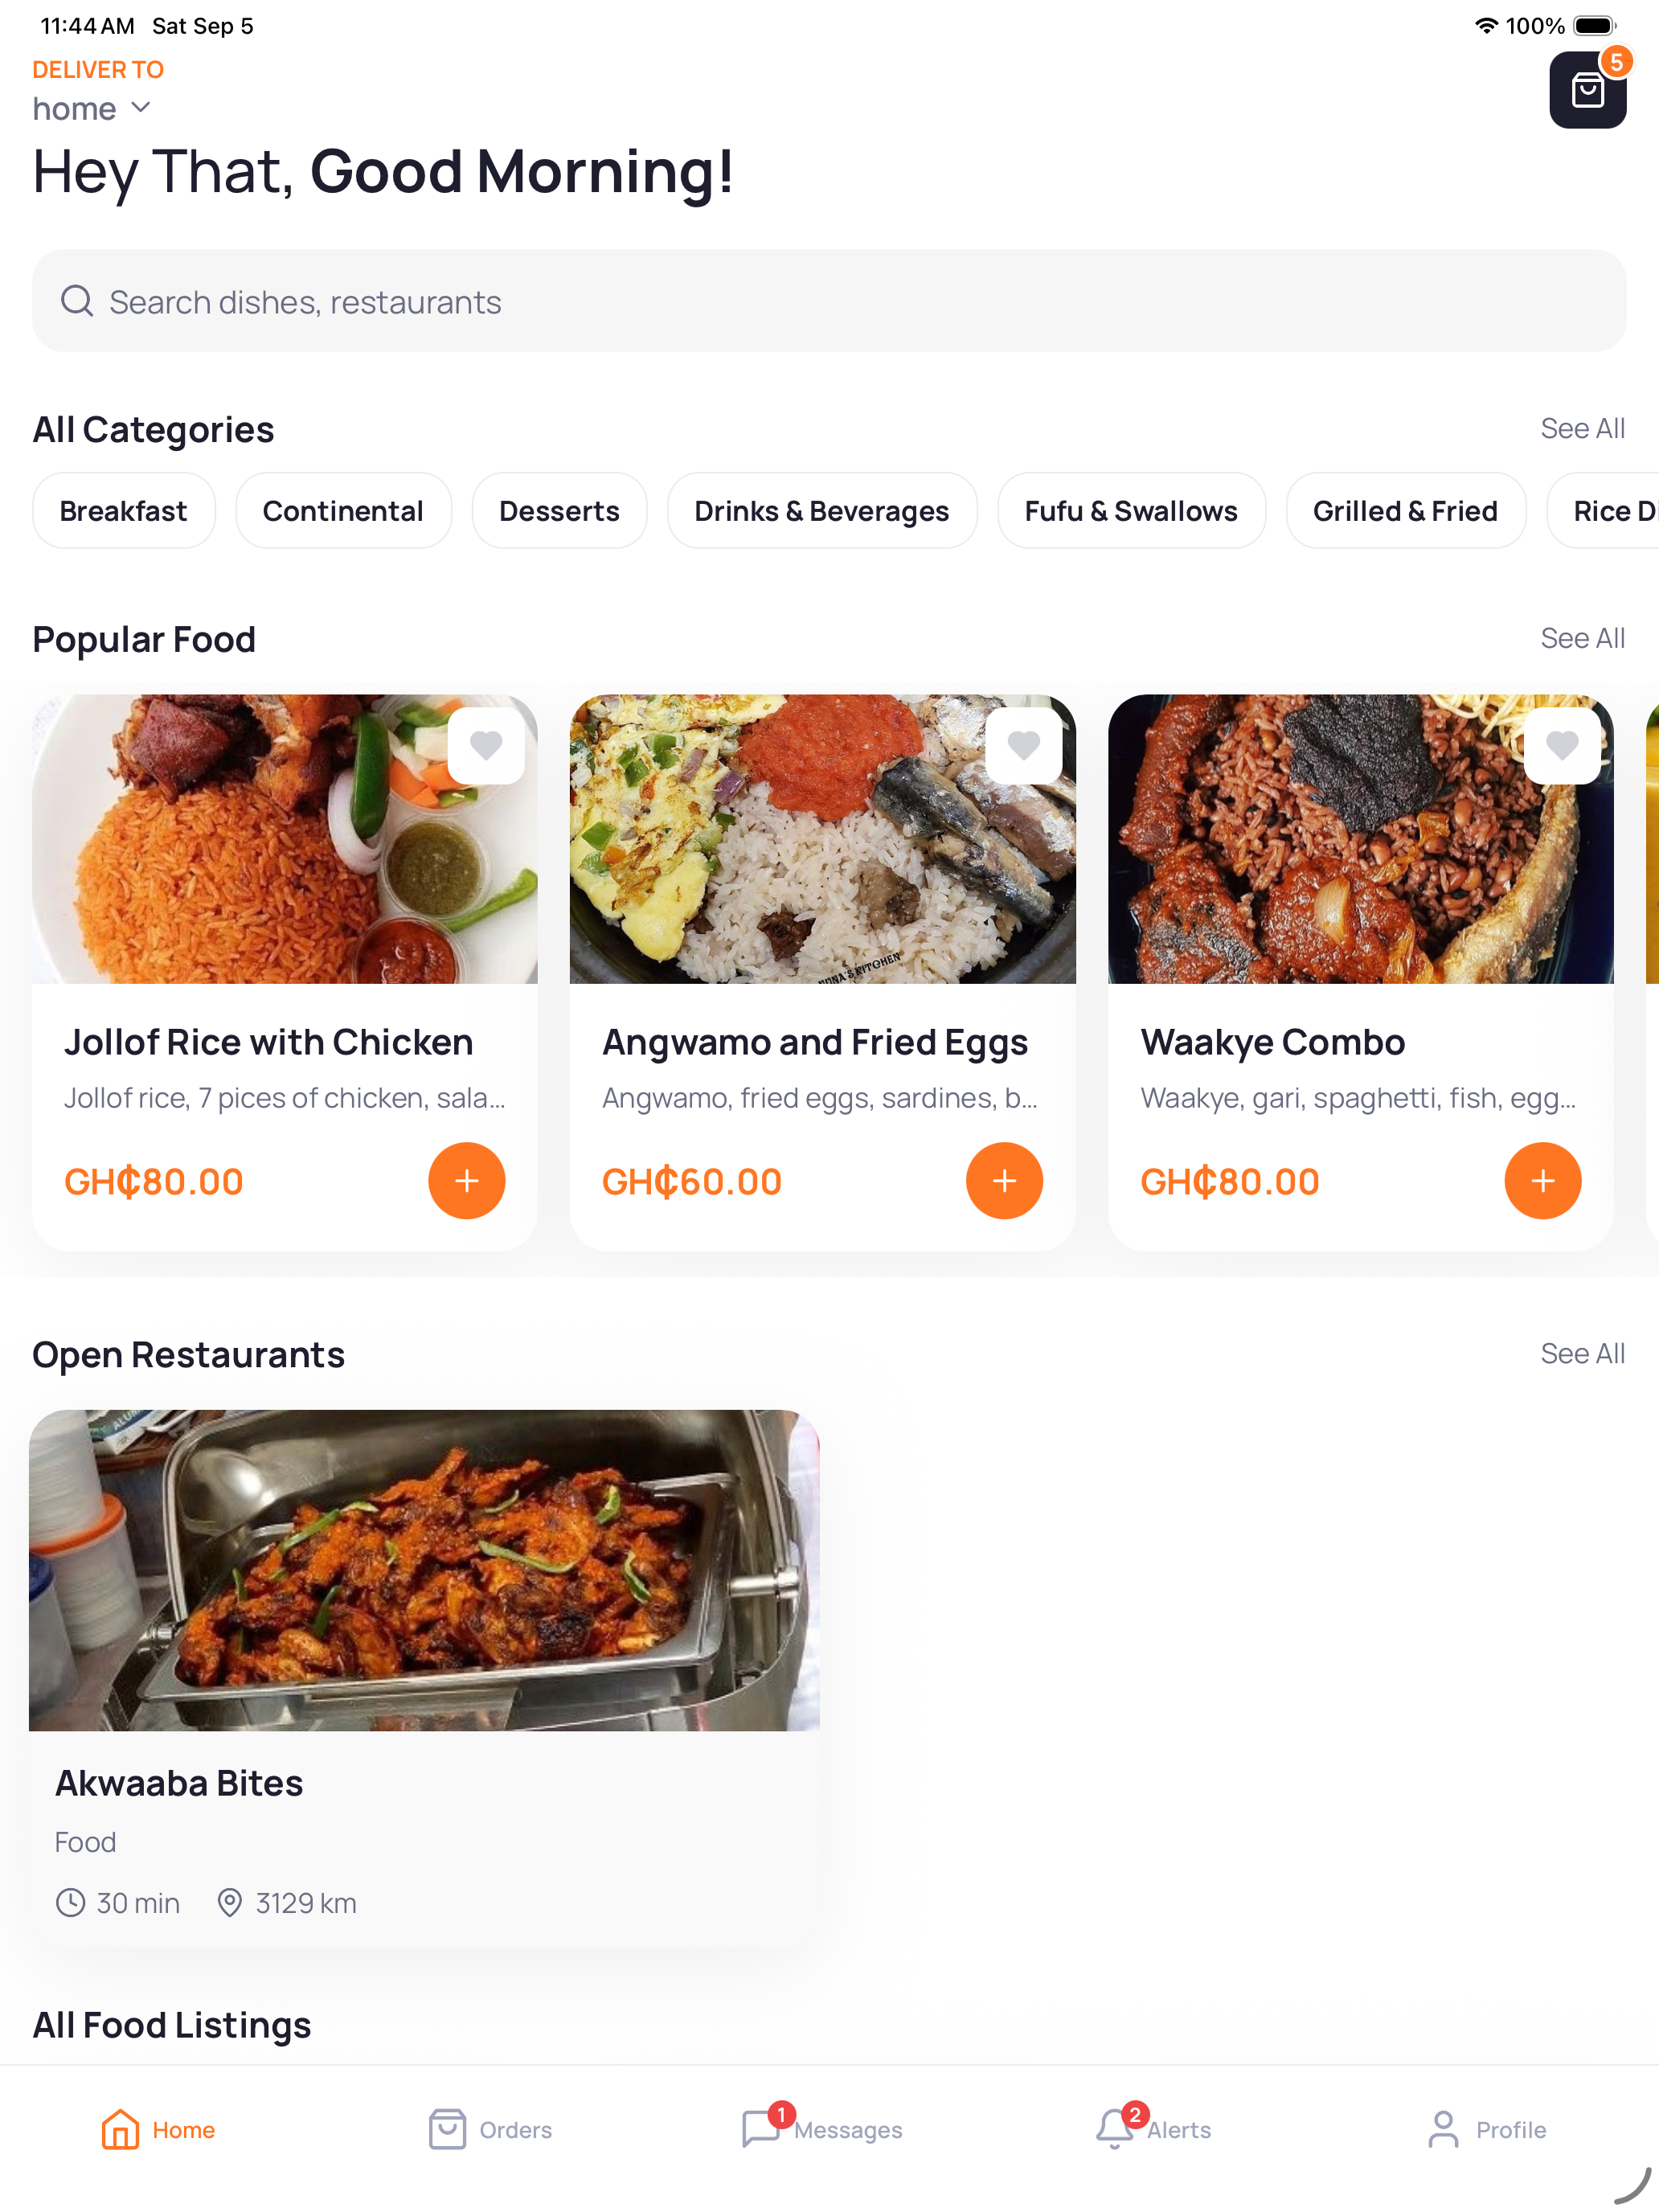 11:44 AM Sat Sep 5
100%
DELIVER TO
home
5
Hey That, Good Morning!
Search dishes, restaurants
All Categories
See All
Breakfast
Continental
Desserts
Drinks & Beverages
Fufu & Swallows
Grilled & Fried
Rice Di
Popular Food
See All
Jollof Rice with Chicken
Jollof rice, 7 pices of chicken, sala...
GH₵80.00
Angwamo and Fried Eggs
Angwamo, fried eggs, sardines, b...
GH₵60.00
Waakye Combo
Waakye, gari, spaghetti, fish, egg...
GH₵80.00
Open Restaurants
See All
Akwaaba Bites
Food
30 min
3129 km
All Food Listings
Home
Orders
1
Messages
2
Alerts
Profile